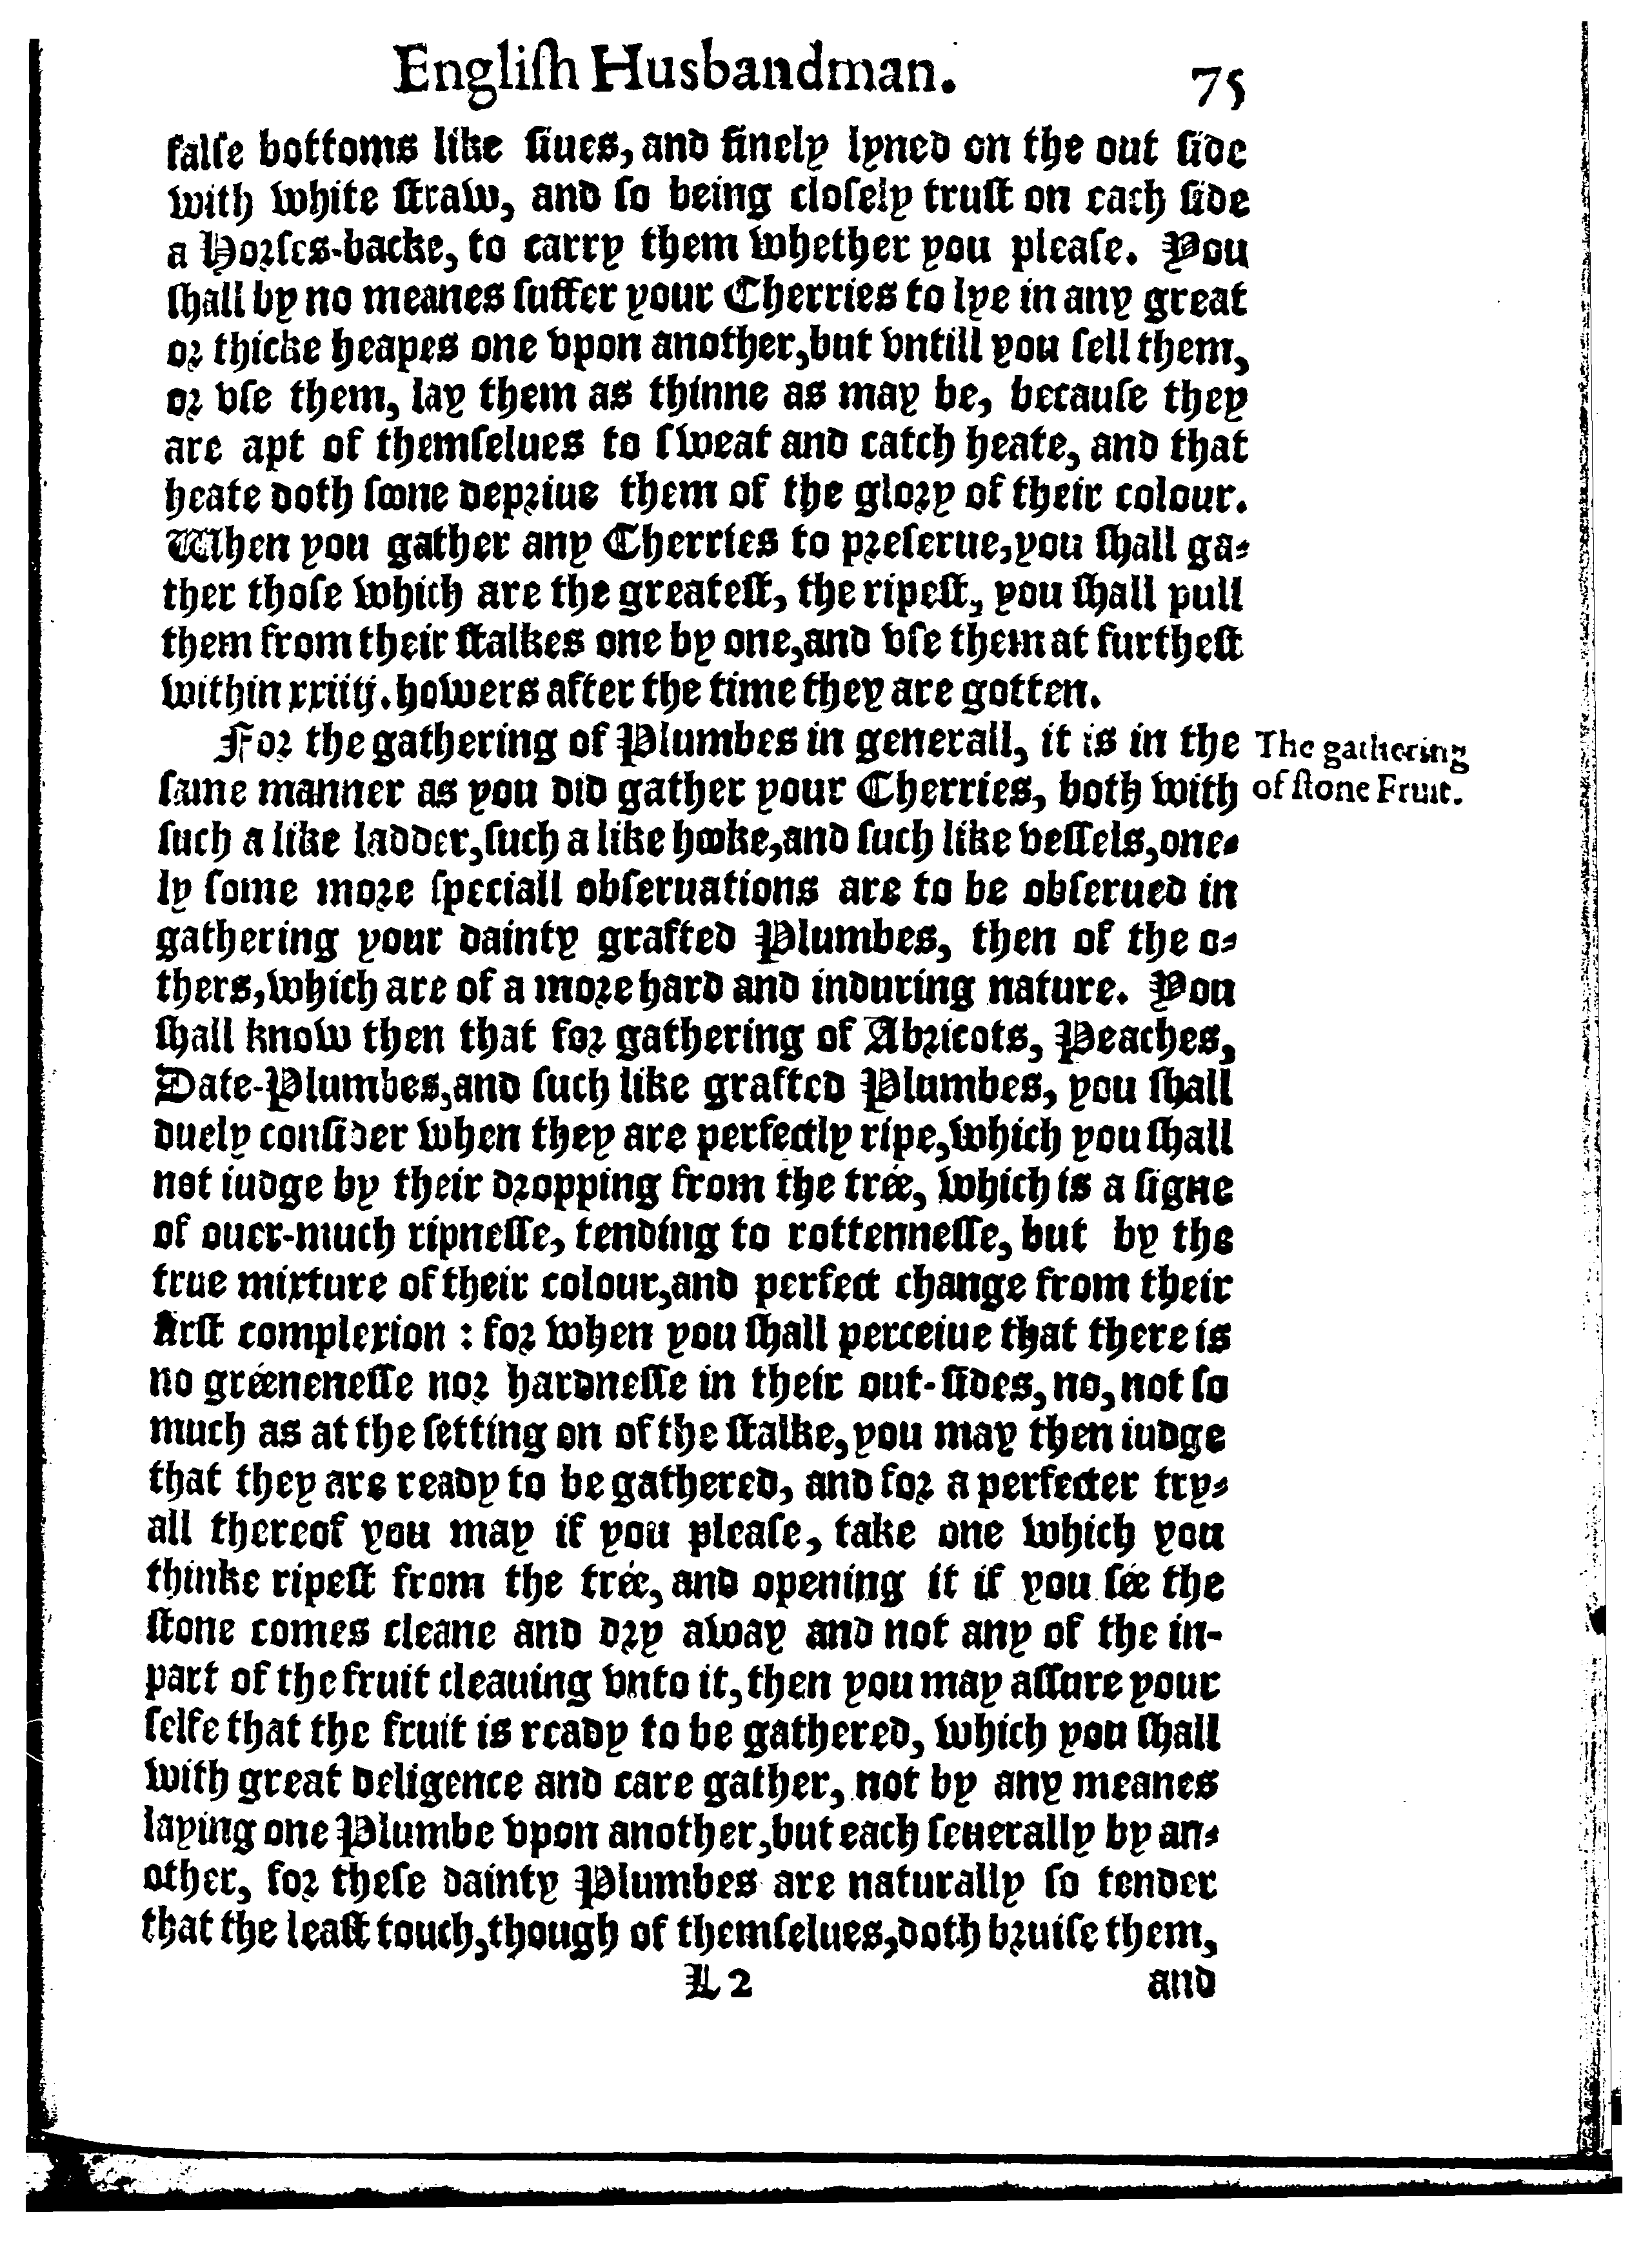 Engliſh Husbandman. 75
falſe bottoms like ſiues, and finely lyned on the out ſide
with white ſtraw, and ſo being cloſely truſt on each ſide
a Horſes-backe, to carry them whether you pleaſe. You
ſhall by no meanes ſuffer your Cherries to lye in any great
or thicke heapes one vpon another, but vntill you ſell them,
or vſe them, lay them as thinne as may be, becauſe they
are apt of themſelues to ſweat and catch heate, and that
heate doth ſoone depriue them of the glory of their colour.
When you gather any Cherries to preſerue, you ſhall ga-
ther thoſe which are the greateſt, the ripeſt, you ſhall pull
them from their ſtalkes one by one, and vſe them at furtheſt
within xxiiij. howers after the time they are gotten.
For the gathering of Plumbes in generall, it is in the
The gathering
of ſtone Fruit.
ſame manner as you did gather your Cherries, both with
ſuch a like ladder, ſuch a like hooke, and ſuch like veſſels, one-
ly ſome more ſpeciall obſeruations are to be obſerued in
gathering your dainty grafted Plumbes, then of the o-
thers, which are of a more hard and induring nature. You
ſhall know then that for gathering of Abricots, Peaches,
Date-Plumbes, and ſuch like grafted Plumbes, you ſhall
duely conſider when they are perfectly ripe, which you ſhall
not iudge by their dropping from the trée, which is a ſigne
of ouer-much ripneſſe, tending to rottenneſſe, but by the
true mixture of their colour, and perfect change from their
firſt complexion : for when you ſhall perceiue that there is
no gréeneneſſe nor hardneſſe in their out-ſides, no, not ſo
much as at the ſetting on of the ſtalke, you may then iudge
that they are ready to be gathered, and for a perfecter try-
all thereof you may if you pleaſe, take one which you
thinke ripeſt from the trée, and opening it if you ſée the
ſtone comes cleane and dry away and not any of the in-
part of the fruit cleauing vnto it, then you may aſſure your
ſelfe that the fruit is ready to be gathered, which you ſhall
with great deligence and care gather, not by any meanes
laying one Plumbe vpon another, but each ſeuerally by an-
other, for theſe dainty Plumbes are naturally ſo tender
that the leaſt touch, though of themſelues, doth bruiſe them,
L 2 and